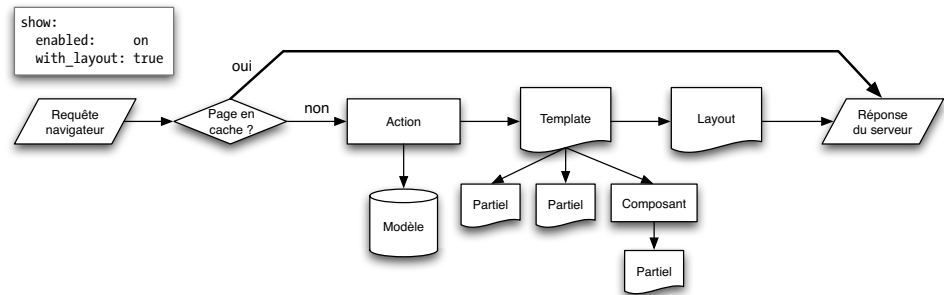 show:
enabled:     on
with_layout: true
oui
Requête
navigateur
Page en
cache ?
non
Action
Template
Layout
Réponse
du serveur
Modèle
Partiel
Partiel
Composant
Partiel